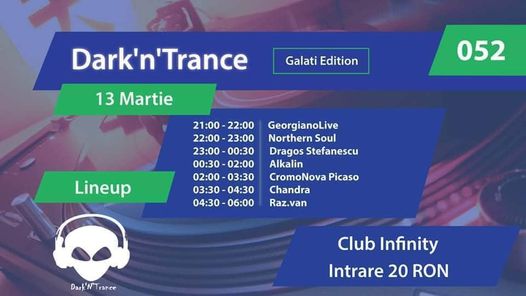 Dark'n'Trance
Galati Edition
052
13 Martie
21:00 - 22:00 GeorgianoLive
22:00 - 23:00 Northern Soul
23:00 - 00:30 Dragos Stefanescu
00:30 - 02:00 Alkalin
02:00 - 03:30 CromoNova Picaso
03:30 - 04:30 Chandra
04:30 - 06:00 Raz.van
Lineup
Dark'N'Trance
Club Infinity
Intrare 20 RON